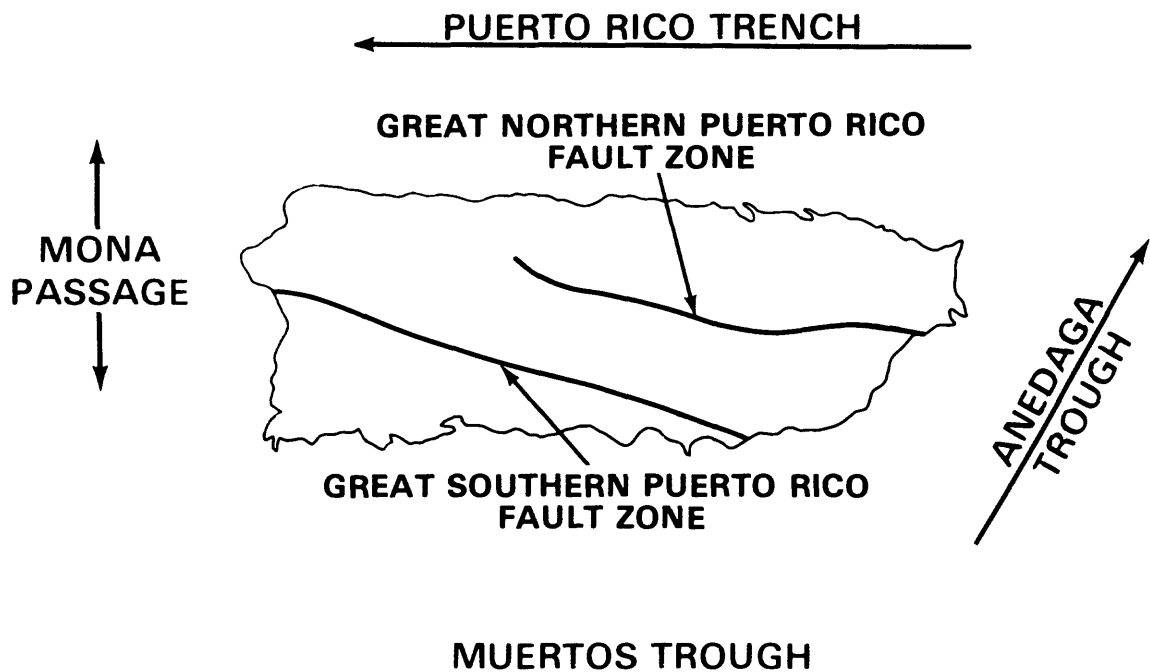 PUERTO RICO TRENCH
GREAT NORTHERN PUERTO RICO
FAULT ZONE
MONA
PASSAGE
ANEDAGA
TROUGH
GREAT SOUTHERN PUERTO RICO
FAULT ZONE
MUERTOS TROUGH